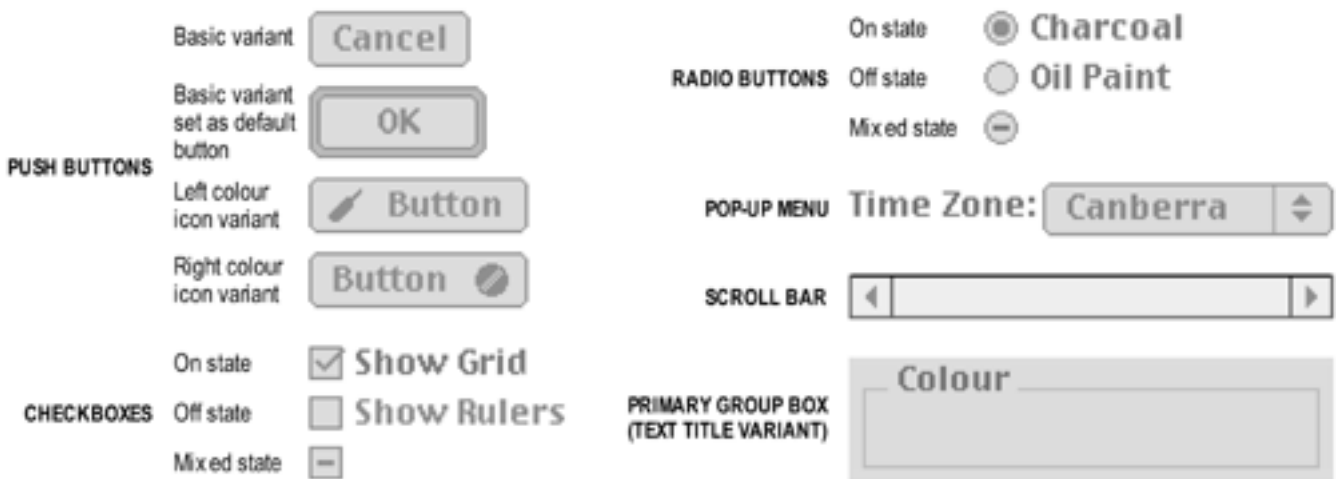 PUSH BUTTONS
Basic variant
Cancel
Basic variant
set as default
button
OK
Left colour
icon variant
Button
Right colour
icon variant
Button
CHECKBOXES
On state
Show Grid
Off state
Show Rulers
Mixed state
RADIO BUTTONS
On state
Charcoal
Off state
Oil Paint
Mixed state
POP-UP MENU
Time Zone:
Canberra
SCROLL BAR
PRIMARY GROUP BOX
(TEXT TITLE VARIANT)
Colour